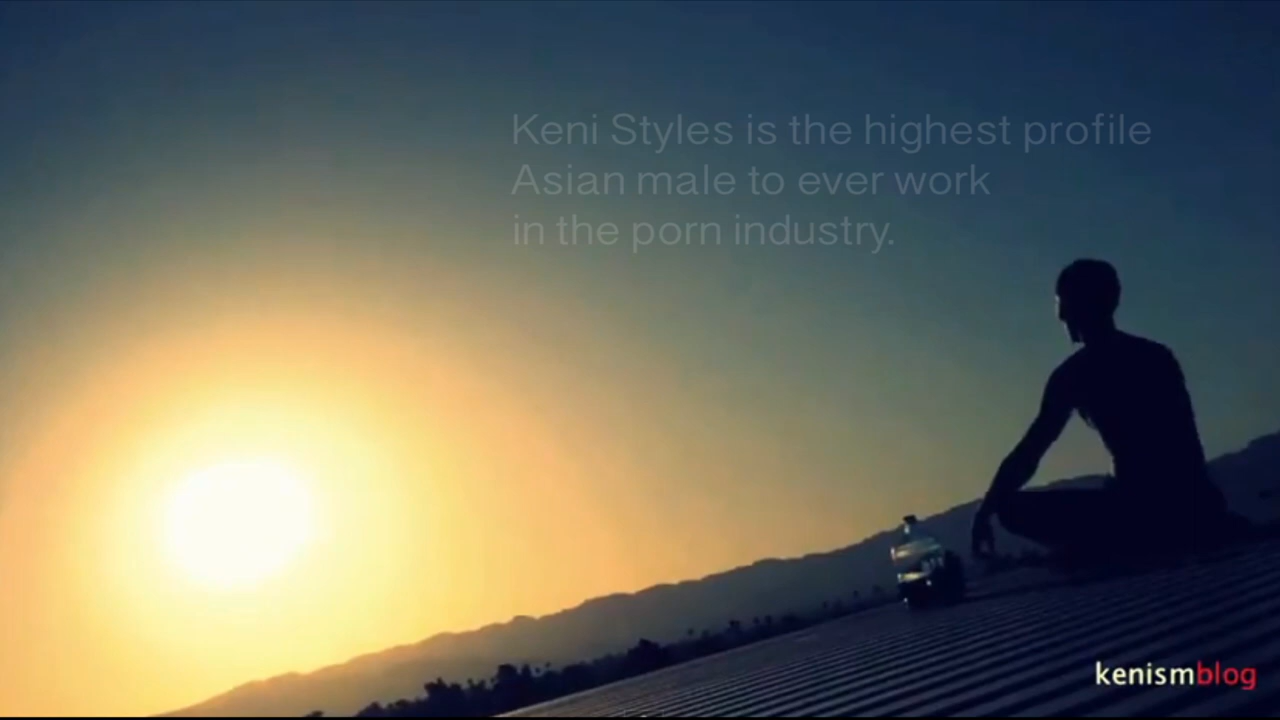 Keni Styles is the highest profile
Asian male to ever work
in the porn industry.
kenismblog